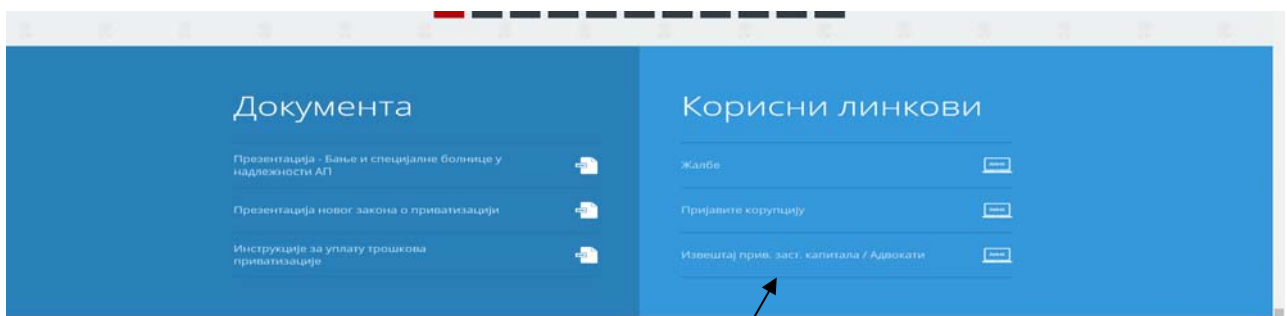 Документа
Презентација - Бање и специјалне болнице у
надлежности АП
Презентација новог закона о приватизацији
Инструкције за уплату трошкова
приватизације
Корисни линкови
Жалбе
Пријавите корупцију
Извештај прив. заст. капитала / Адвокати